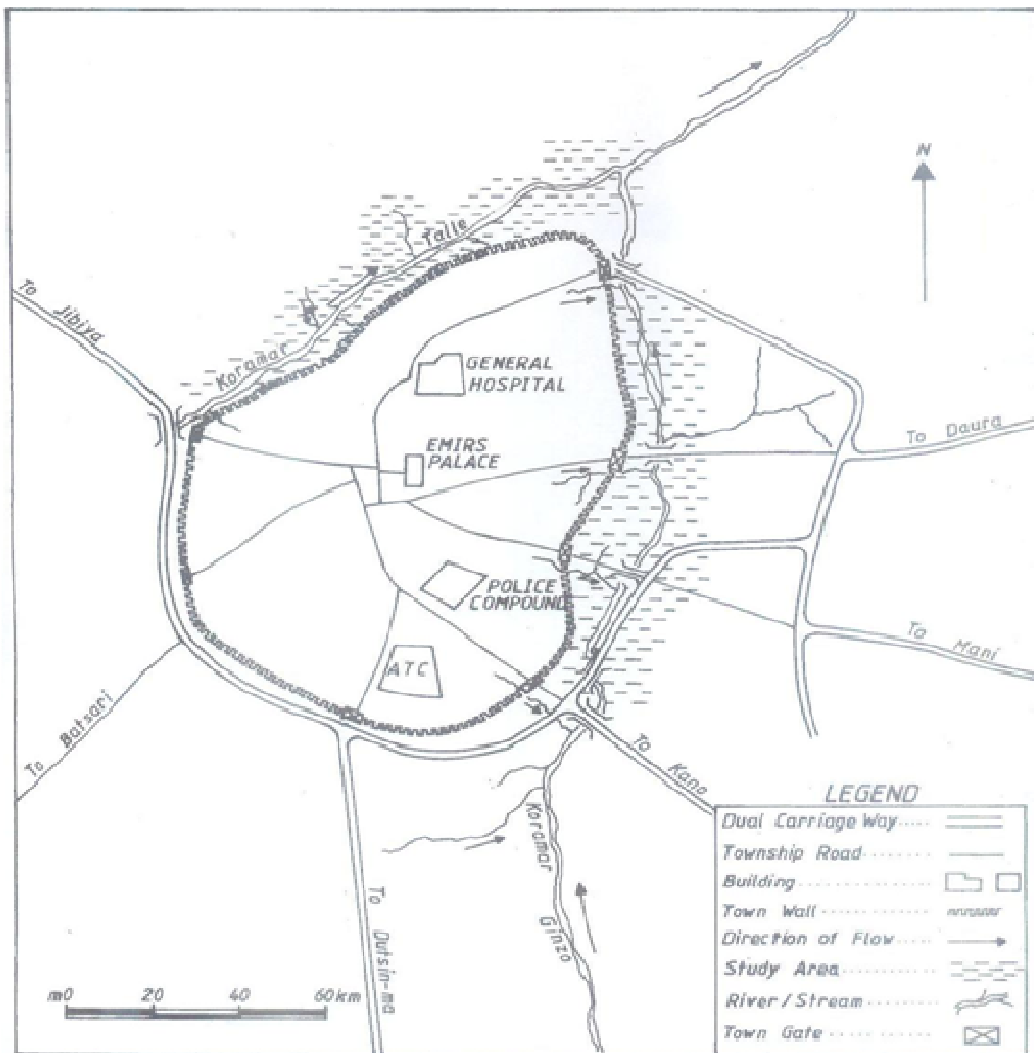 N
To Jibiya
Koramar
Talle
GENERAL
HOSPITAL
EMIRS
PALACE
To Daura
POLICE
COMPOUND
To Mani
ATC
To Batsari
To Kano
Koramar
Ginzo
To Dutsin-ma
m0 20 40 60 km
LEGEND
Dual Carriage Way.....
Township Road........
Building................
Town Wall..............
Direction of Flow.....
Study Area...........
River/Stream.........
Town Gate...........